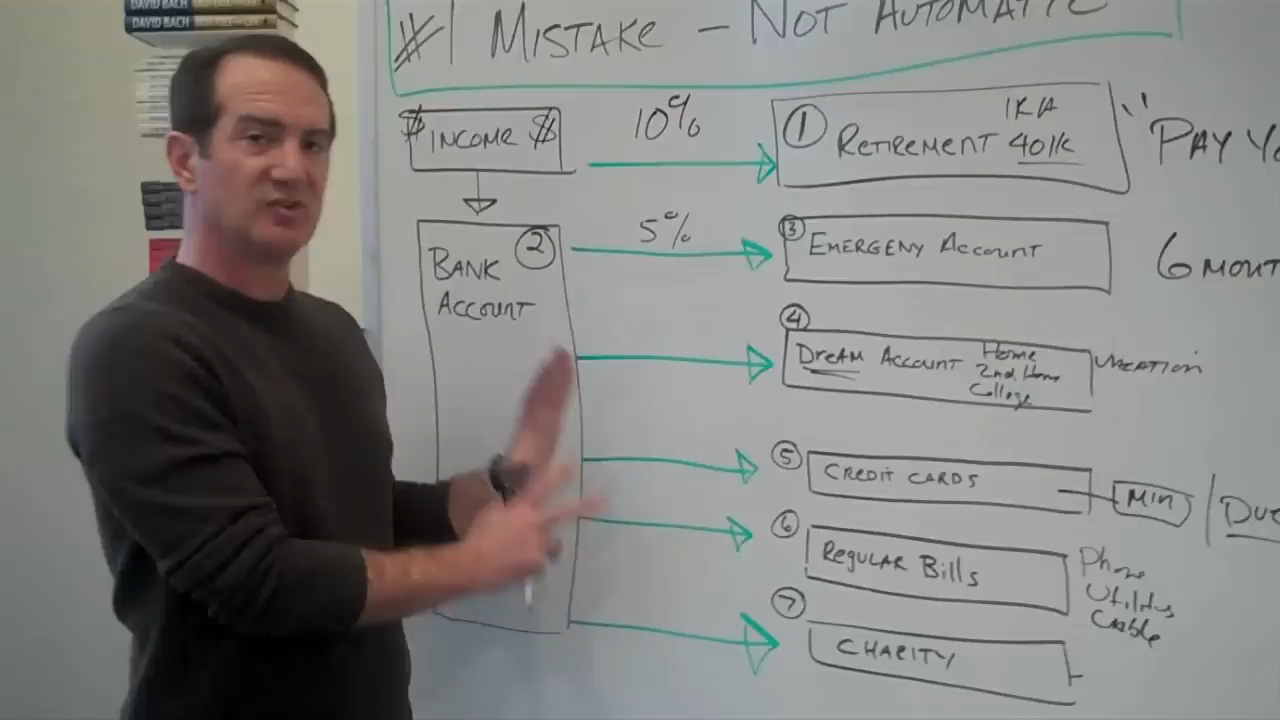 DAVID BACH
DAVID BACH
#1 MISTAKE - NOT AUTOMATIC
$ INCOME $
10%
1 RETIREMENT IRA
401K
"PAY YO
2 BANK
ACCOUNT
5%
3 EMERGENY ACCOUNT
6 MONT
4 DREAM ACCOUNT Home
2nd Home
College
VACATION
5 CREDIT CARDS
MIN
DUE
6 REGULAR BILLS
Phone
Utilities
Cable
7 CHARITY